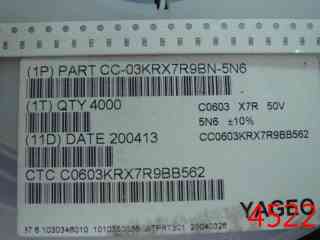 (1P) PART CC-03KRX7R9BN-5N6
(1T) QTY 4000
C0603 X7R 50V
5N6 ±10%
(11D) DATE 200413
CC0603KRX7R9BB562
CTC C0603KRX7R9BB562
YAGEO
4522